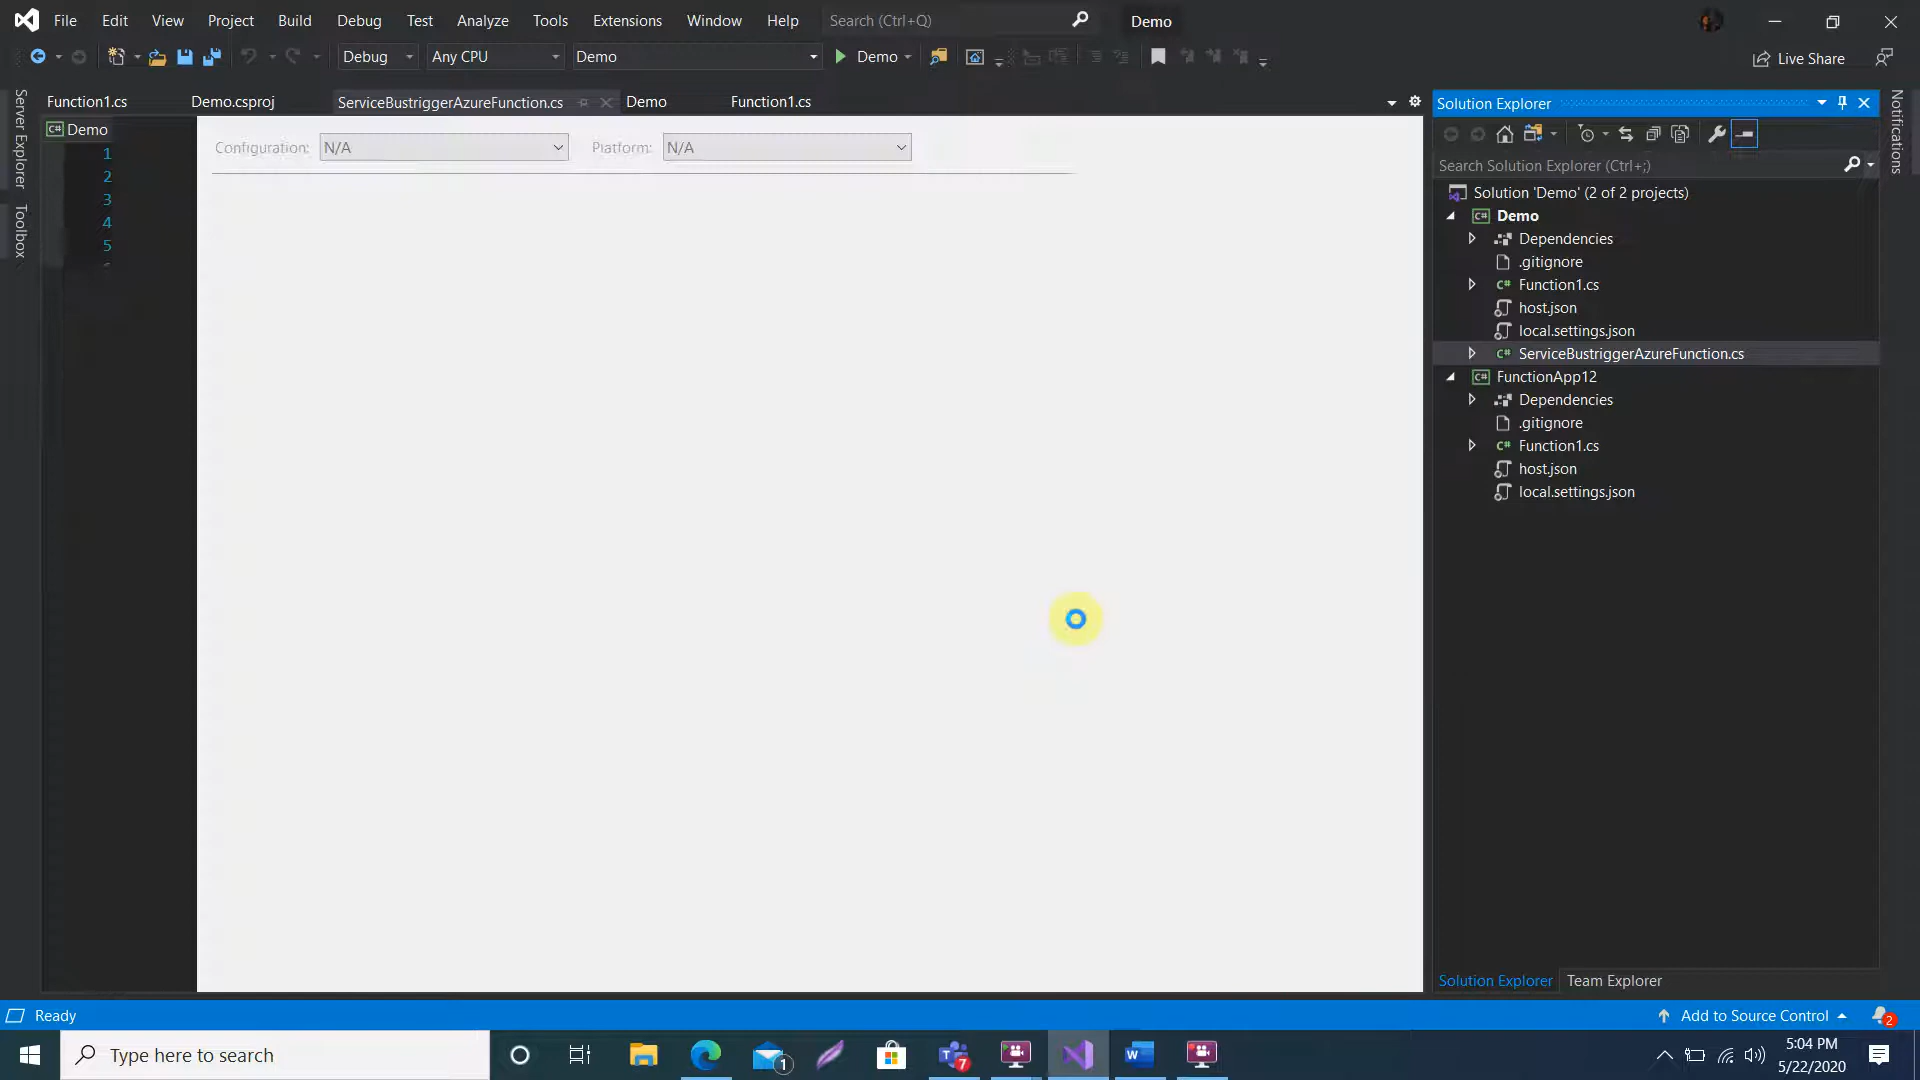 File Edit View Project Build Debug Test Analyze Tools Extensions Window Help Search (Ctrl+Q) Demo
Debug Any CPU Demo Demo Live Share
Function1.cs Demo.csproj ServiceBustriggerAzureFunction.cs Demo Function1.cs
Server Explorer
Toolbox
C# Demo
1
2
3
4
5
Configuration: N/A Platform: N/A
Solution Explorer
Search Solution Explorer (Ctrl+;)
Solution 'Demo' (2 of 2 projects)
C# Demo
Dependencies
.gitignore
C# Function1.cs
host.json
local.settings.json
C# ServiceBustriggerAzureFunction.cs
C# FunctionApp12
Dependencies
.gitignore
C# Function1.cs
host.json
local.settings.json
Notifications
Solution Explorer Team Explorer
Ready Add to Source Control 2
Type here to search 1 7 W 5:04 PM
5/22/2020